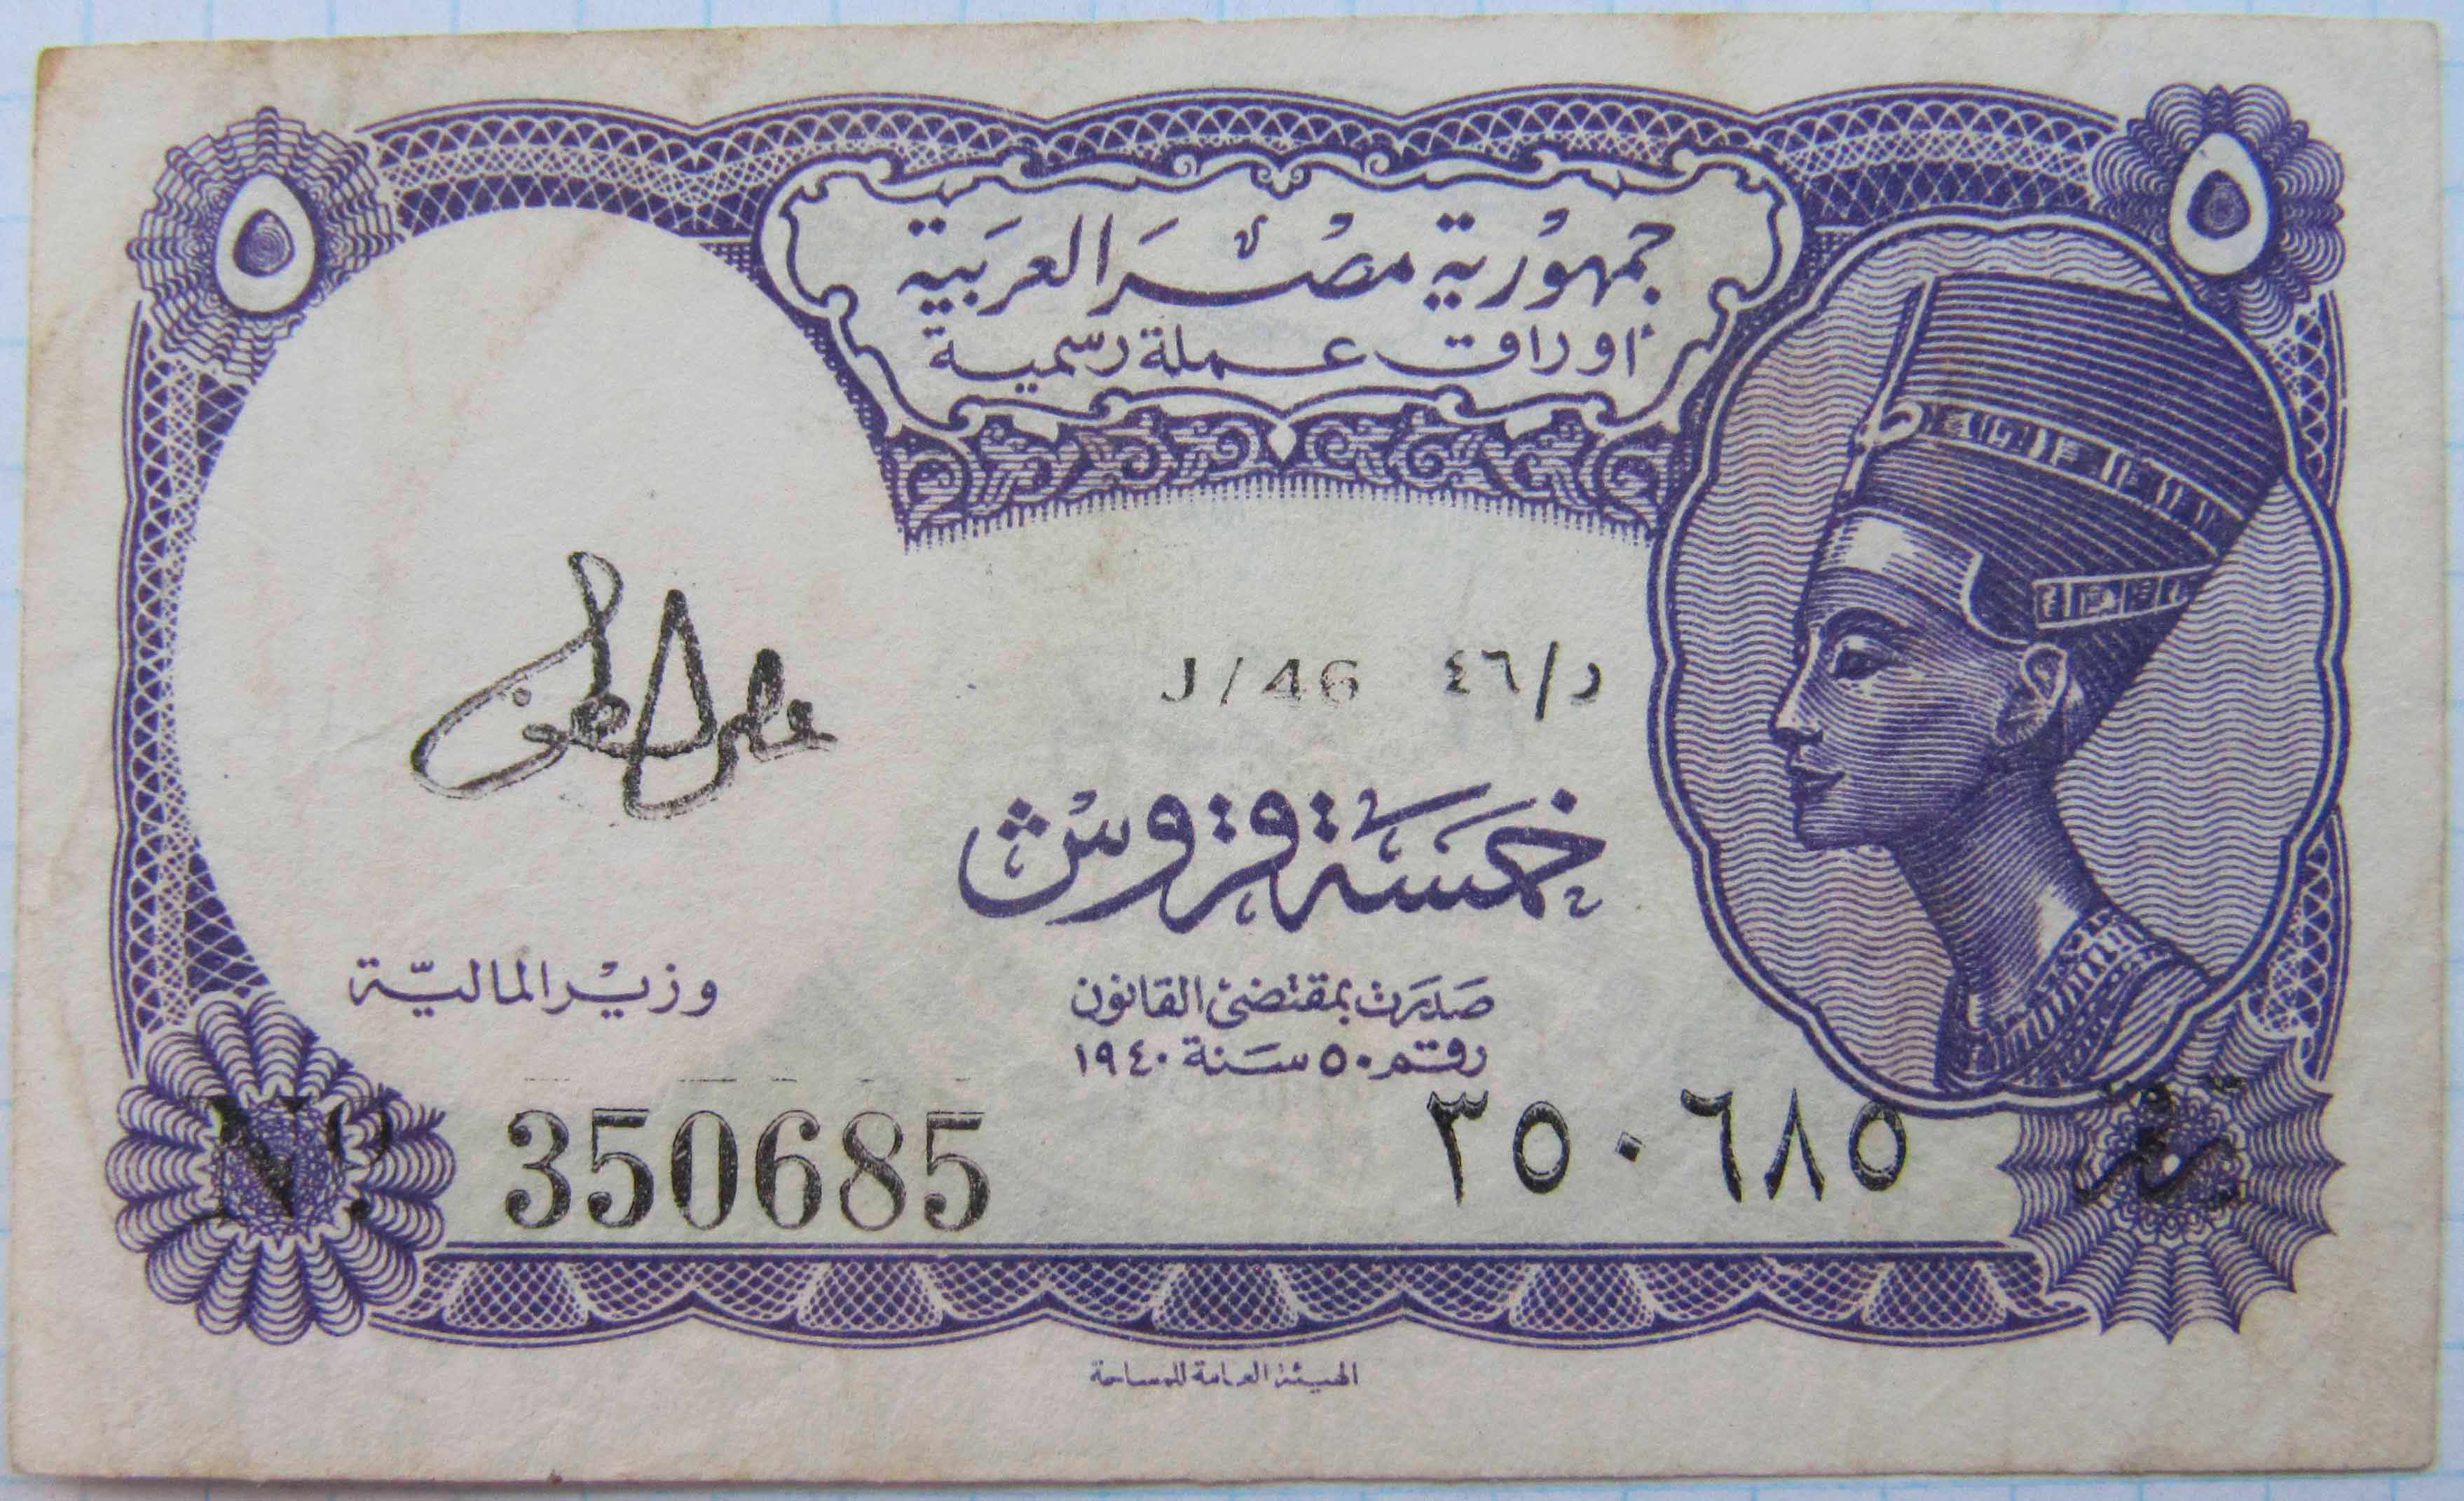 ٥ ٥
جمهورية مصر العربية
أوراق عملة رسمية
J/46 د/٤٦
خمسة قروش
وزير المالية
صدرت بمقتضى القانون
رقم ٥٠ سنة ١٩٤٠
Nº 350685 ٣٥٠٦٨٥ نمرة
الهيئة العامة للمساحة